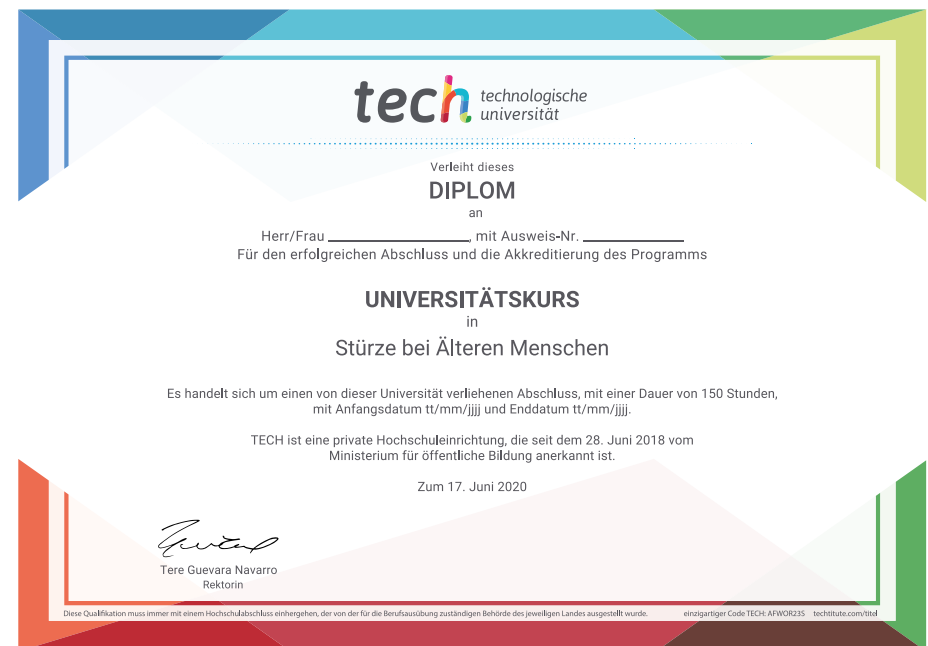 tech technologische
universität
Verleiht dieses
DIPLOM
an
Herr/Frau ____________________, mit Ausweis-Nr. ______________
Für den erfolgreichen Abschluss und die Akkreditierung des Programms
UNIVERSITÄTSKURS
in
Stürze bei Älteren Menschen
Es handelt sich um einen von dieser Universität verliehenen Abschluss, mit einer Dauer von 150 Stunden,
mit Anfangsdatum tt/mm/jjjj und Enddatum tt/mm/jjjj.
TECH ist eine private Hochschuleinrichtung, die seit dem 28. Juni 2018 vom
Ministerium für öffentliche Bildung anerkannt ist.
Zum 17. Juni 2020
Tere Guevara Navarro
Rektorin
Diese Qualifikation muss immer mit einem Hochschulabschluss einhergehen, der von der für die Berufsausübung zuständigen Behörde des jeweiligen Landes ausgestellt wurde. einzigartiger Code TECH: AFWOR23S techtitute.com/titel